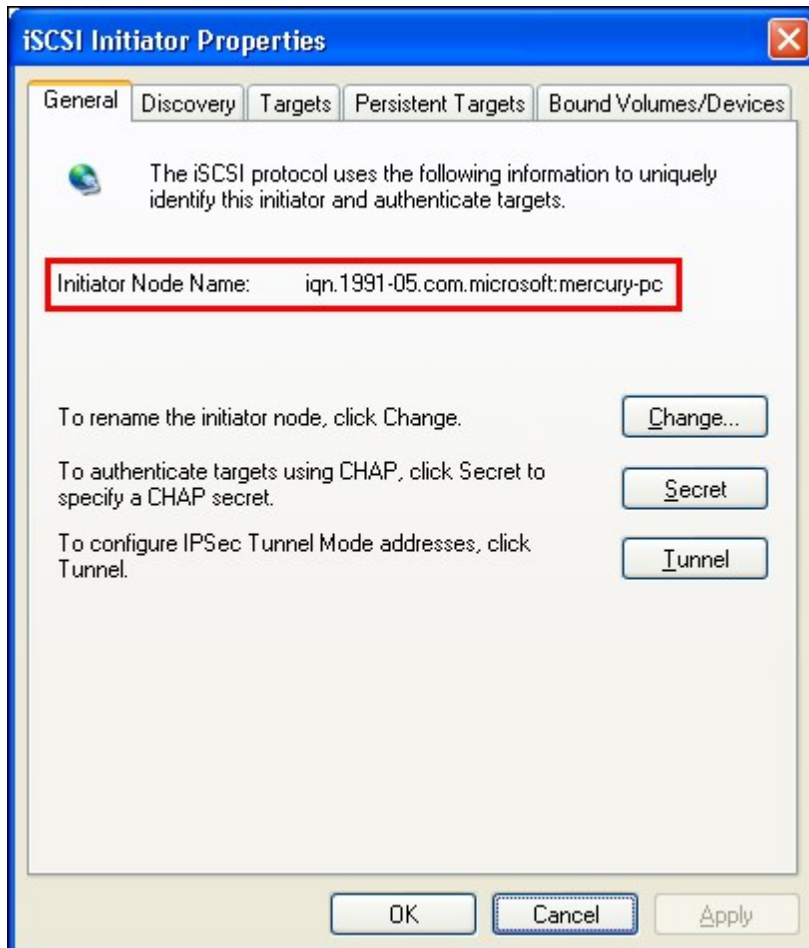 iSCSI Initiator Properties
General Discovery Targets Persistent Targets Bound Volumes/Devices
The iSCSI protocol uses the following information to uniquely
identify this initiator and authenticate targets.
Initiator Node Name: iqn.1991-05.com.microsoft:mercury-pc
To rename the initiator node, click Change.
Change...
To authenticate targets using CHAP, click Secret to
specify a CHAP secret.
Secret
To configure IPSec Tunnel Mode addresses, click
Tunnel.
Tunnel
OK Cancel Apply